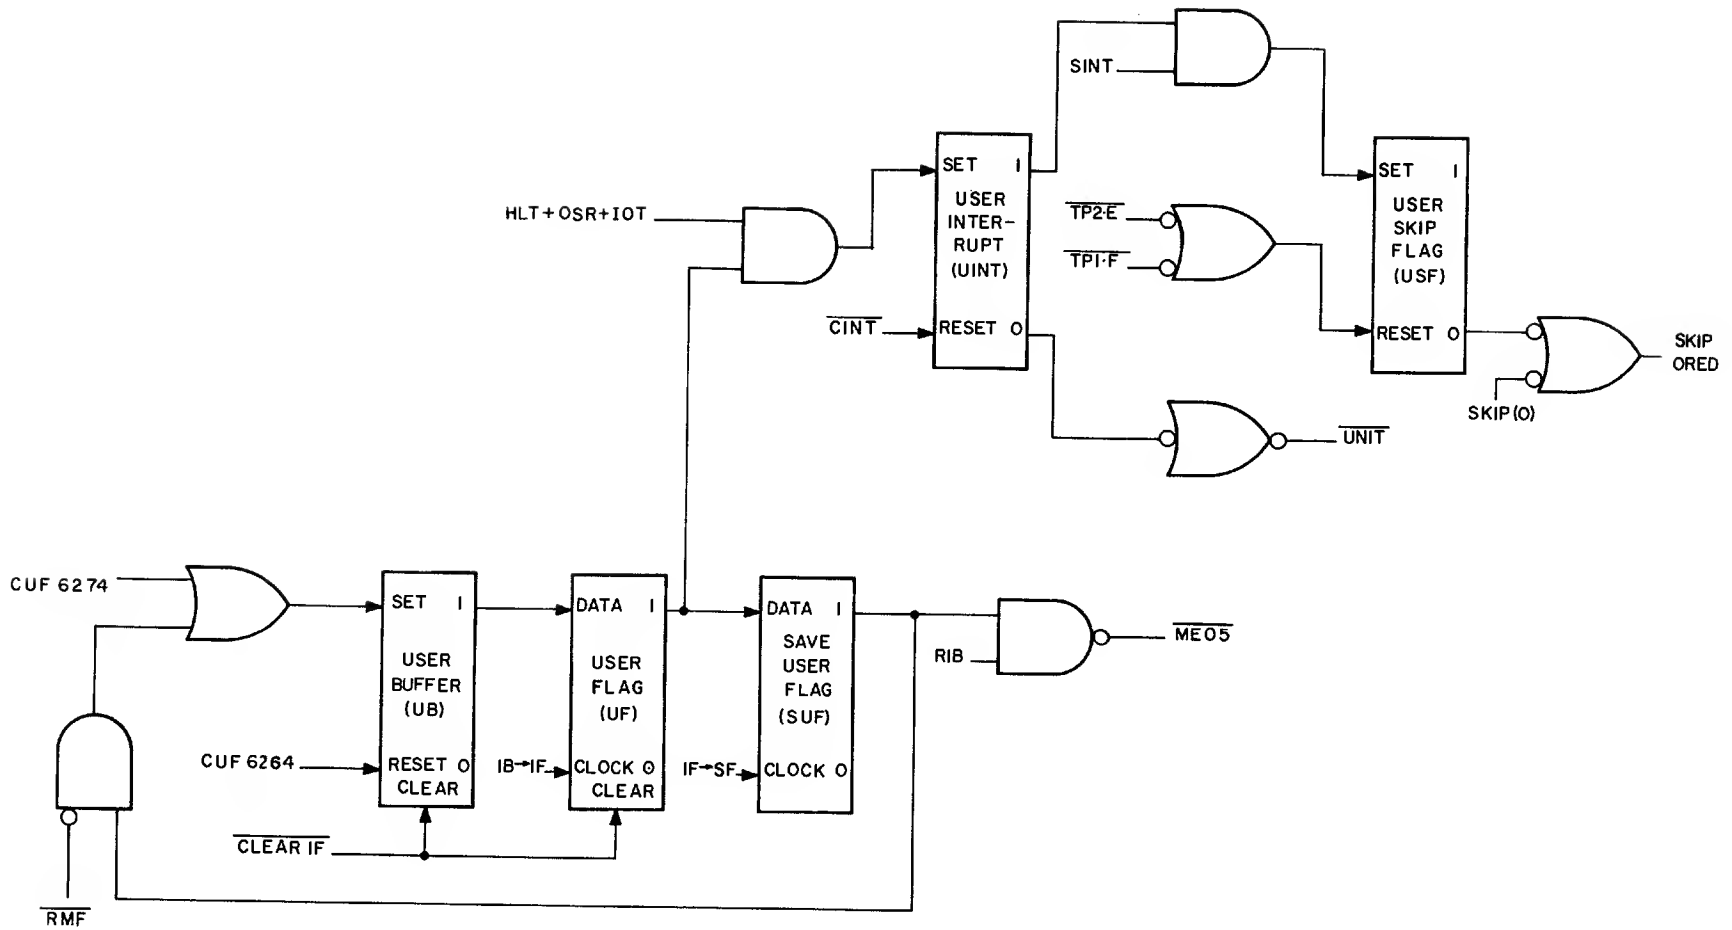 SINT
SET 1
USER
INTER-
RUPT
(UINT)
RESET 0
HLT+OSR+IOT
CINT
TP2·E
TP1·F
SET 1
USER
SKIP
FLAG
(USF)
RESET 0
SKIP
ORED
SKIP (0)
UNIT
CUF 6274
SET 1
USER
BUFFER
(UB)
RESET 0
CLEAR
CUF 6264
DATA 1
USER
FLAG
(UF)
CLOCK 0
CLEAR
IB→IF
DATA 1
SAVE
USER
FLAG
(SUF)
CLOCK 0
IF→SF
RIB
ME05
CLEAR IF
RMF